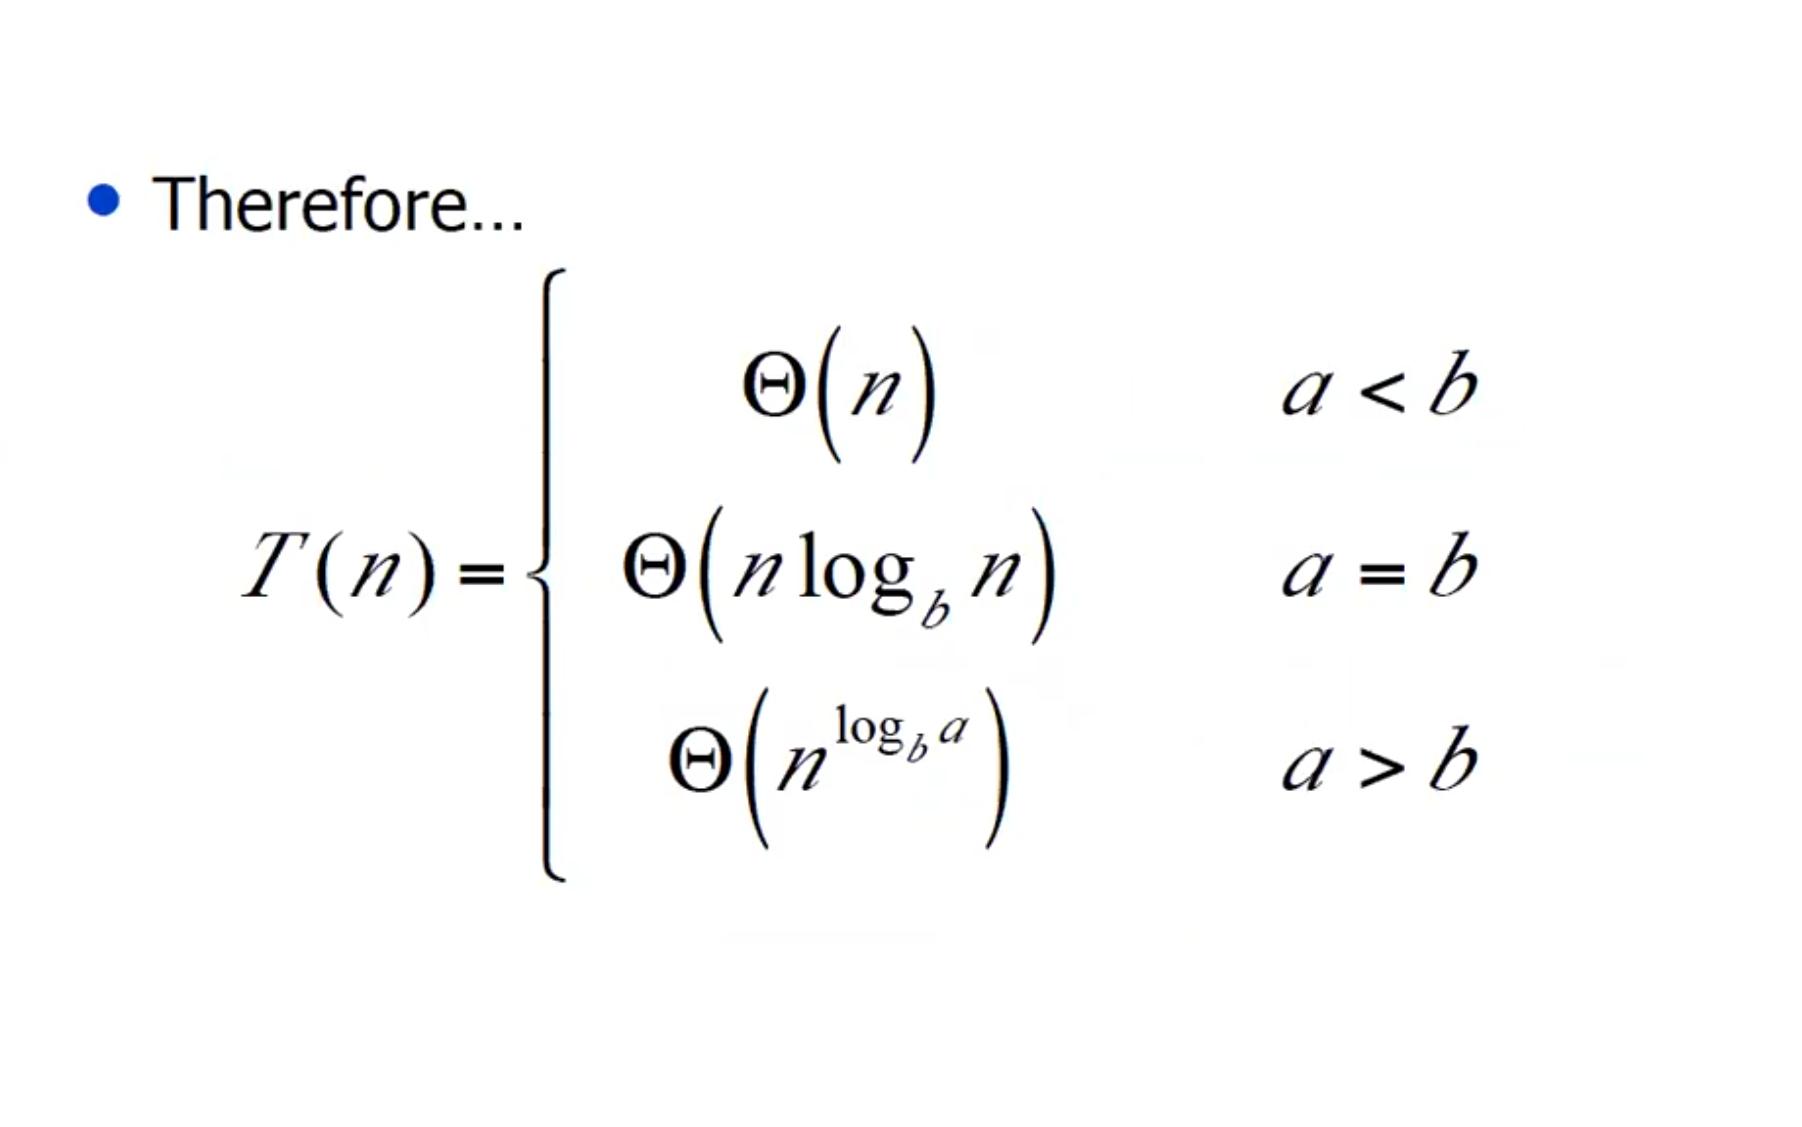 • Therefore...
Θ(n) a < b
T(n) = { Θ(n log_b n) a = b
Θ(n^{log_b a}) a > b